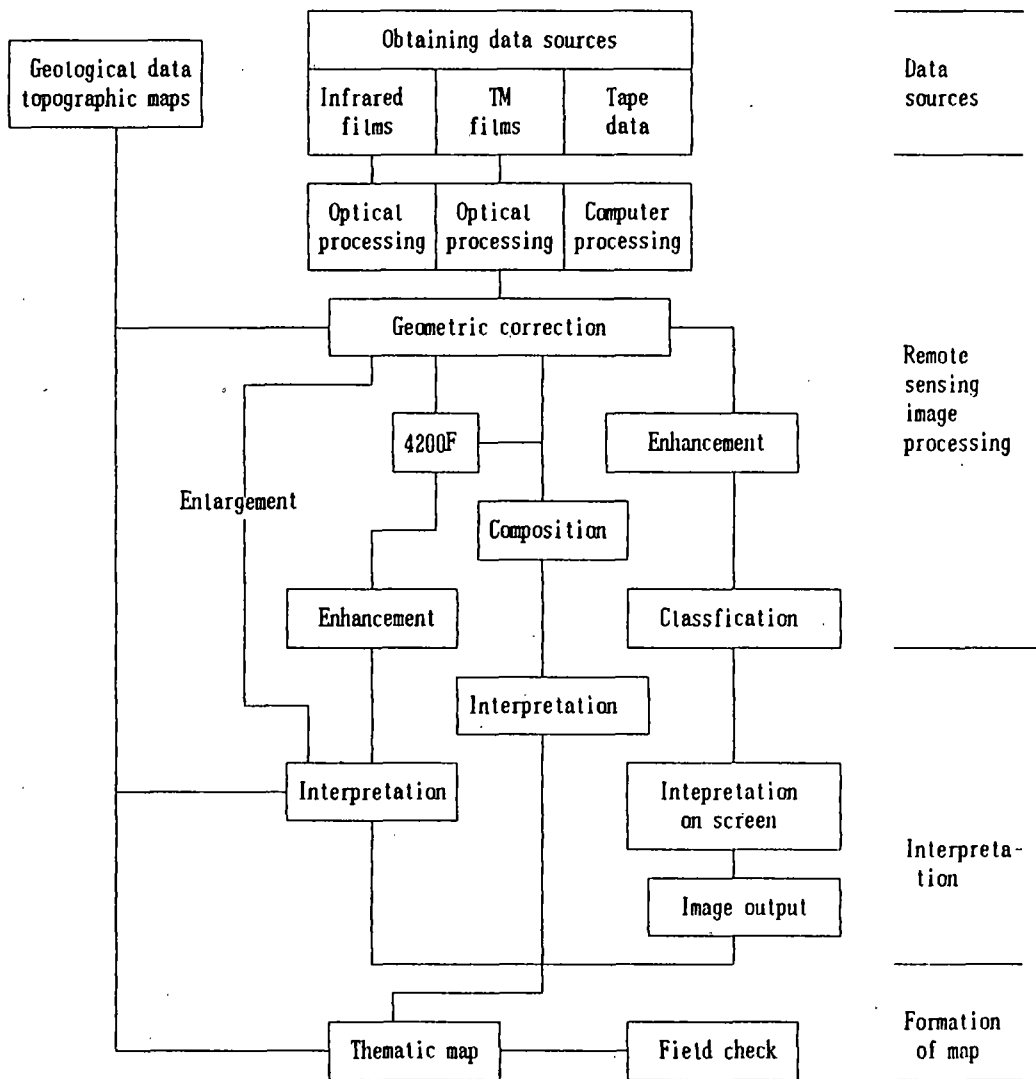 Obtaining data sources
Geological data
topographic maps
Infrared
films
TM
films
Tape
data
Data
sources
Optical
processing
Optical
processing
Computer
processing
Geometric correction
Remote
sensing
image
processing
4200F
Enhancement
Enlargement
Composition
Enhancement
Classfication
Interpretation
Interpretation
Intepretation
on screen
Interpreta-
tion
Image output
Thematic map
Field check
Formation
of map